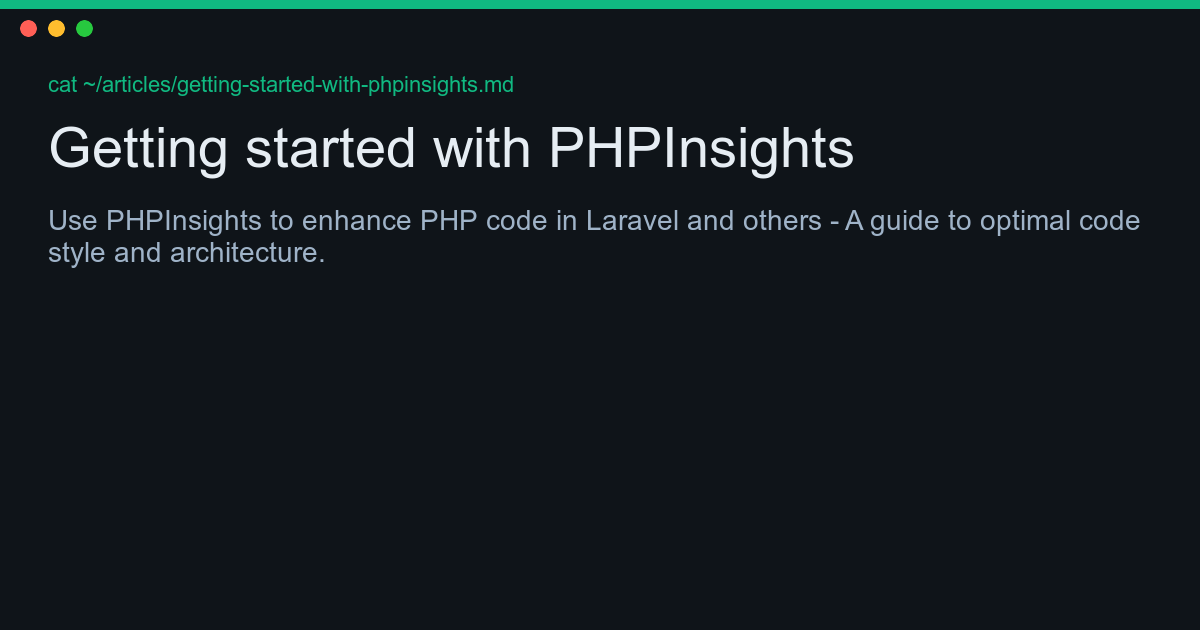 cat ~/articles/getting-started-with-phpinsights.md
Getting started with PHPInsights
Use PHPInsights to enhance PHP code in Laravel and others - A guide to optimal code
style and architecture.